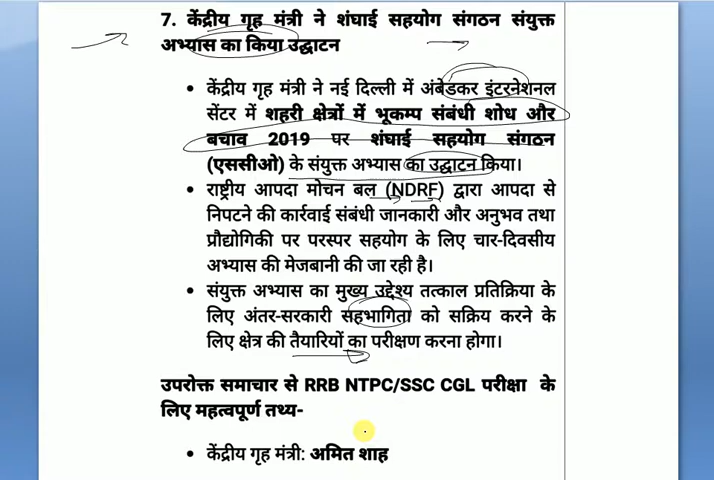 7. केंद्रीय गृह मंत्री ने शंघाई सहयोग संगठन संयुक्त
अभ्यास का किया उद्घाटन
• केंद्रीय गृह मंत्री ने नई दिल्ली में अंबेडकर इंटरनेशनल
सेंटर में शहरी क्षेत्रों में भूकम्प संबंधी शोध और
बचाव 2019 पर शंघाई सहयोग संगठन
(एससीओ) के संयुक्त अभ्यास का उद्घाटन किया।
• राष्ट्रीय आपदा मोचन बल (NDRF) द्वारा आपदा से
निपटने की कार्रवाई संबंधी जानकारी और अनुभव तथा
प्रौद्योगिकी पर परस्पर सहयोग के लिए चार-दिवसीय
अभ्यास की मेजबानी की जा रही है।
• संयुक्त अभ्यास का मुख्य उद्देश्य तत्काल प्रतिक्रिया के
लिए अंतर-सरकारी सहभागिता को सक्रिय करने के
लिए क्षेत्र की तैयारियों का परीक्षण करना होगा।
उपरोक्त समाचार से RRB NTPC/SSC CGL परीक्षा के
लिए महत्वपूर्ण तथ्य-
• केंद्रीय गृह मंत्री: अमित शाह